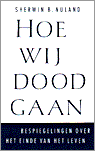 SHERWIN B. NULAND
HOE
WIJ
DOOD
GAAN
BESPIEGELINGEN OVER
HET EINDE VAN HET LEVEN